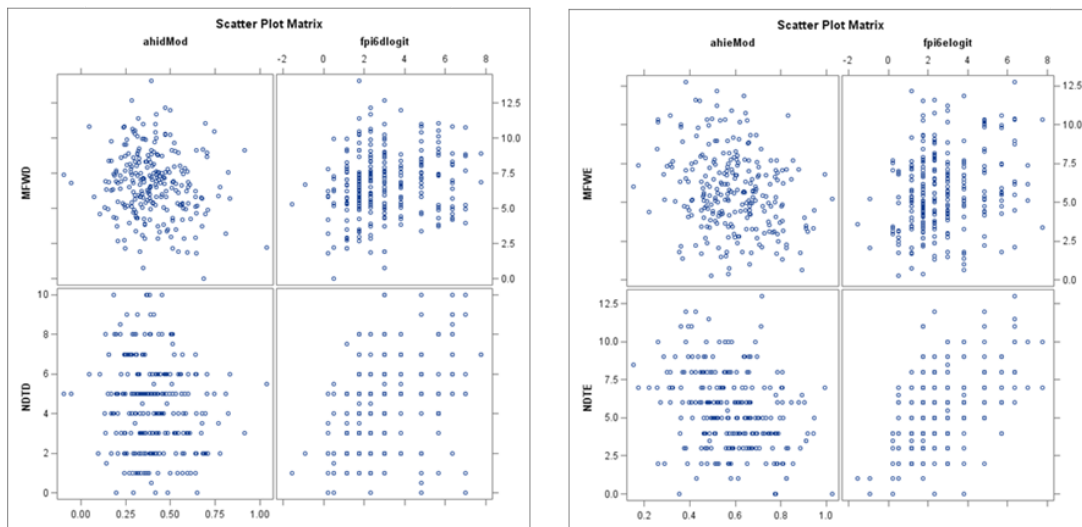 Scatter Plot Matrix
ahidMod fpi6dlogit
-2 0 2 4 6 8
MFWD
12.5
10.0
7.5
5.0
2.5
0.0
NDTD
10
8
6
4
2
0
0.00 0.25 0.50 0.75 1.00
Scatter Plot Matrix
ahieMod fpi6elogit
-2 0 2 4 6 8
MFWE
12.5
10.0
7.5
5.0
2.5
0.0
NDTE
12.5
10.0
7.5
5.0
2.5
0.0
0.2 0.4 0.6 0.8 1.0